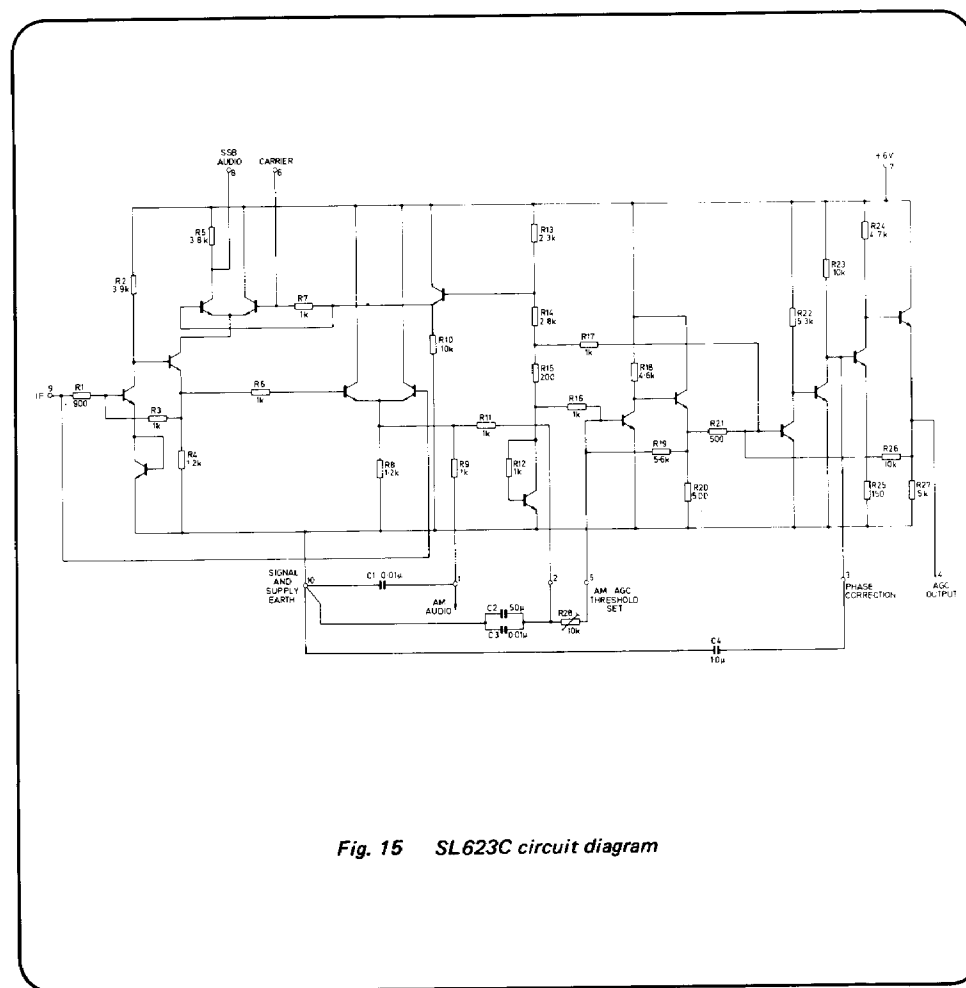 SSB
AUDIO
8
CARRIER
6
+6V
7
R5
3.8k
R2
3.9k
R7
1k
R13
2.3k
R14
2.8k
R10
10k
R17
1k
R15
200
R18
4.6k
R22
5.3k
R23
10k
R24
4.7k
9
IF
R1
900
R3
1k
R6
1k
R4
1.2k
R11
1k
R16
1k
R8
1.2k
R9
1k
R12
1k
R19
5.6k
R21
500
R20
500
R26
10k
R25
150
R27
5k
SIGNAL
AND
SUPPLY
EARTH
10
C1 0.01μ
1
AM
AUDIO
2
5
AM AGC
THRESHOLD
SET
3
PHASE
CORRECTION
4
AGC
OUTPUT
C2
50μ
C3
0.01μ
R28
10k
C4
10μ
Fig. 15 SL623C circuit diagram